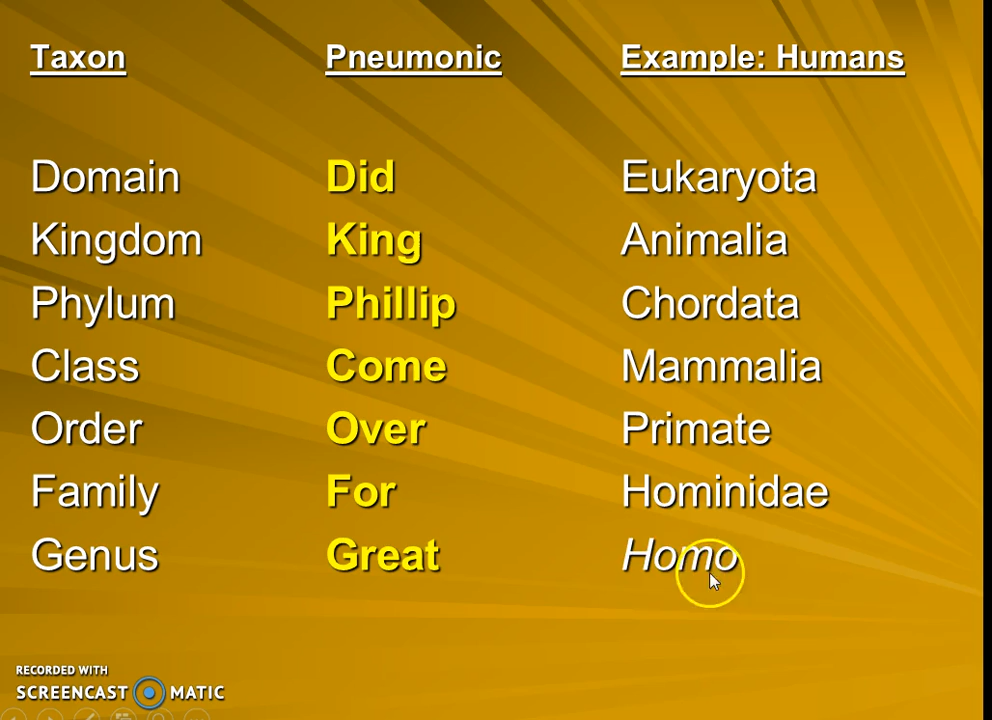 Taxon Pneumonic Example: Humans
Domain Did Eukaryota
Kingdom King Animalia
Phylum Phillip Chordata
Class Come Mammalia
Order Over Primate
Family For Hominidae
Genus Great Homo
RECORDED WITH
SCREENCAST MATIC